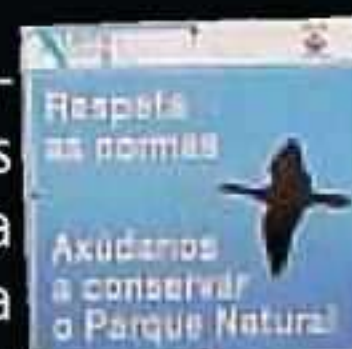 s
a
a
Respeta
as normas
Axúdanos
a conservar
o Parque Natural